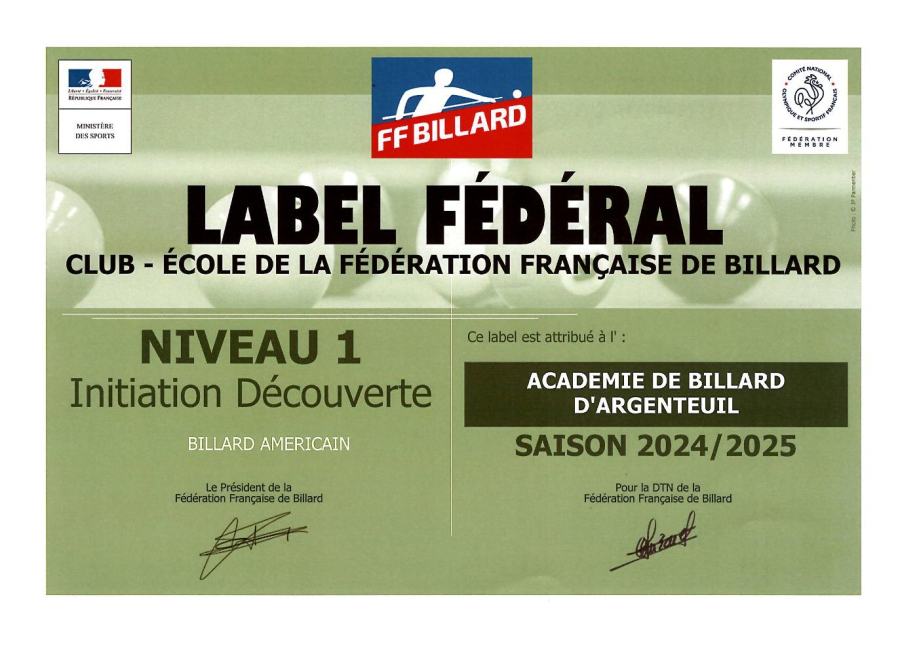 Liberté • Égalité • Fraternité
RÉPUBLIQUE FRANÇAISE
MINISTÈRE
DES SPORTS
FF BILLARD
COMITÉ NATIONAL
OLYMPIQUE ET SPORTIF FRANÇAIS
FÉDÉRATION
MEMBRE
Photo : © JP Parmentier
LABEL FÉDÉRAL
CLUB - ÉCOLE DE LA FÉDÉRATION FRANÇAISE DE BILLARD
NIVEAU 1
Initiation Découverte
BILLARD AMERICAIN
Le Président de la
Fédération Française de Billard
Ce label est attribué à l' :
ACADEMIE DE BILLARD
D'ARGENTEUIL
SAISON 2024/2025
Pour la DTN de la
Fédération Française de Billard